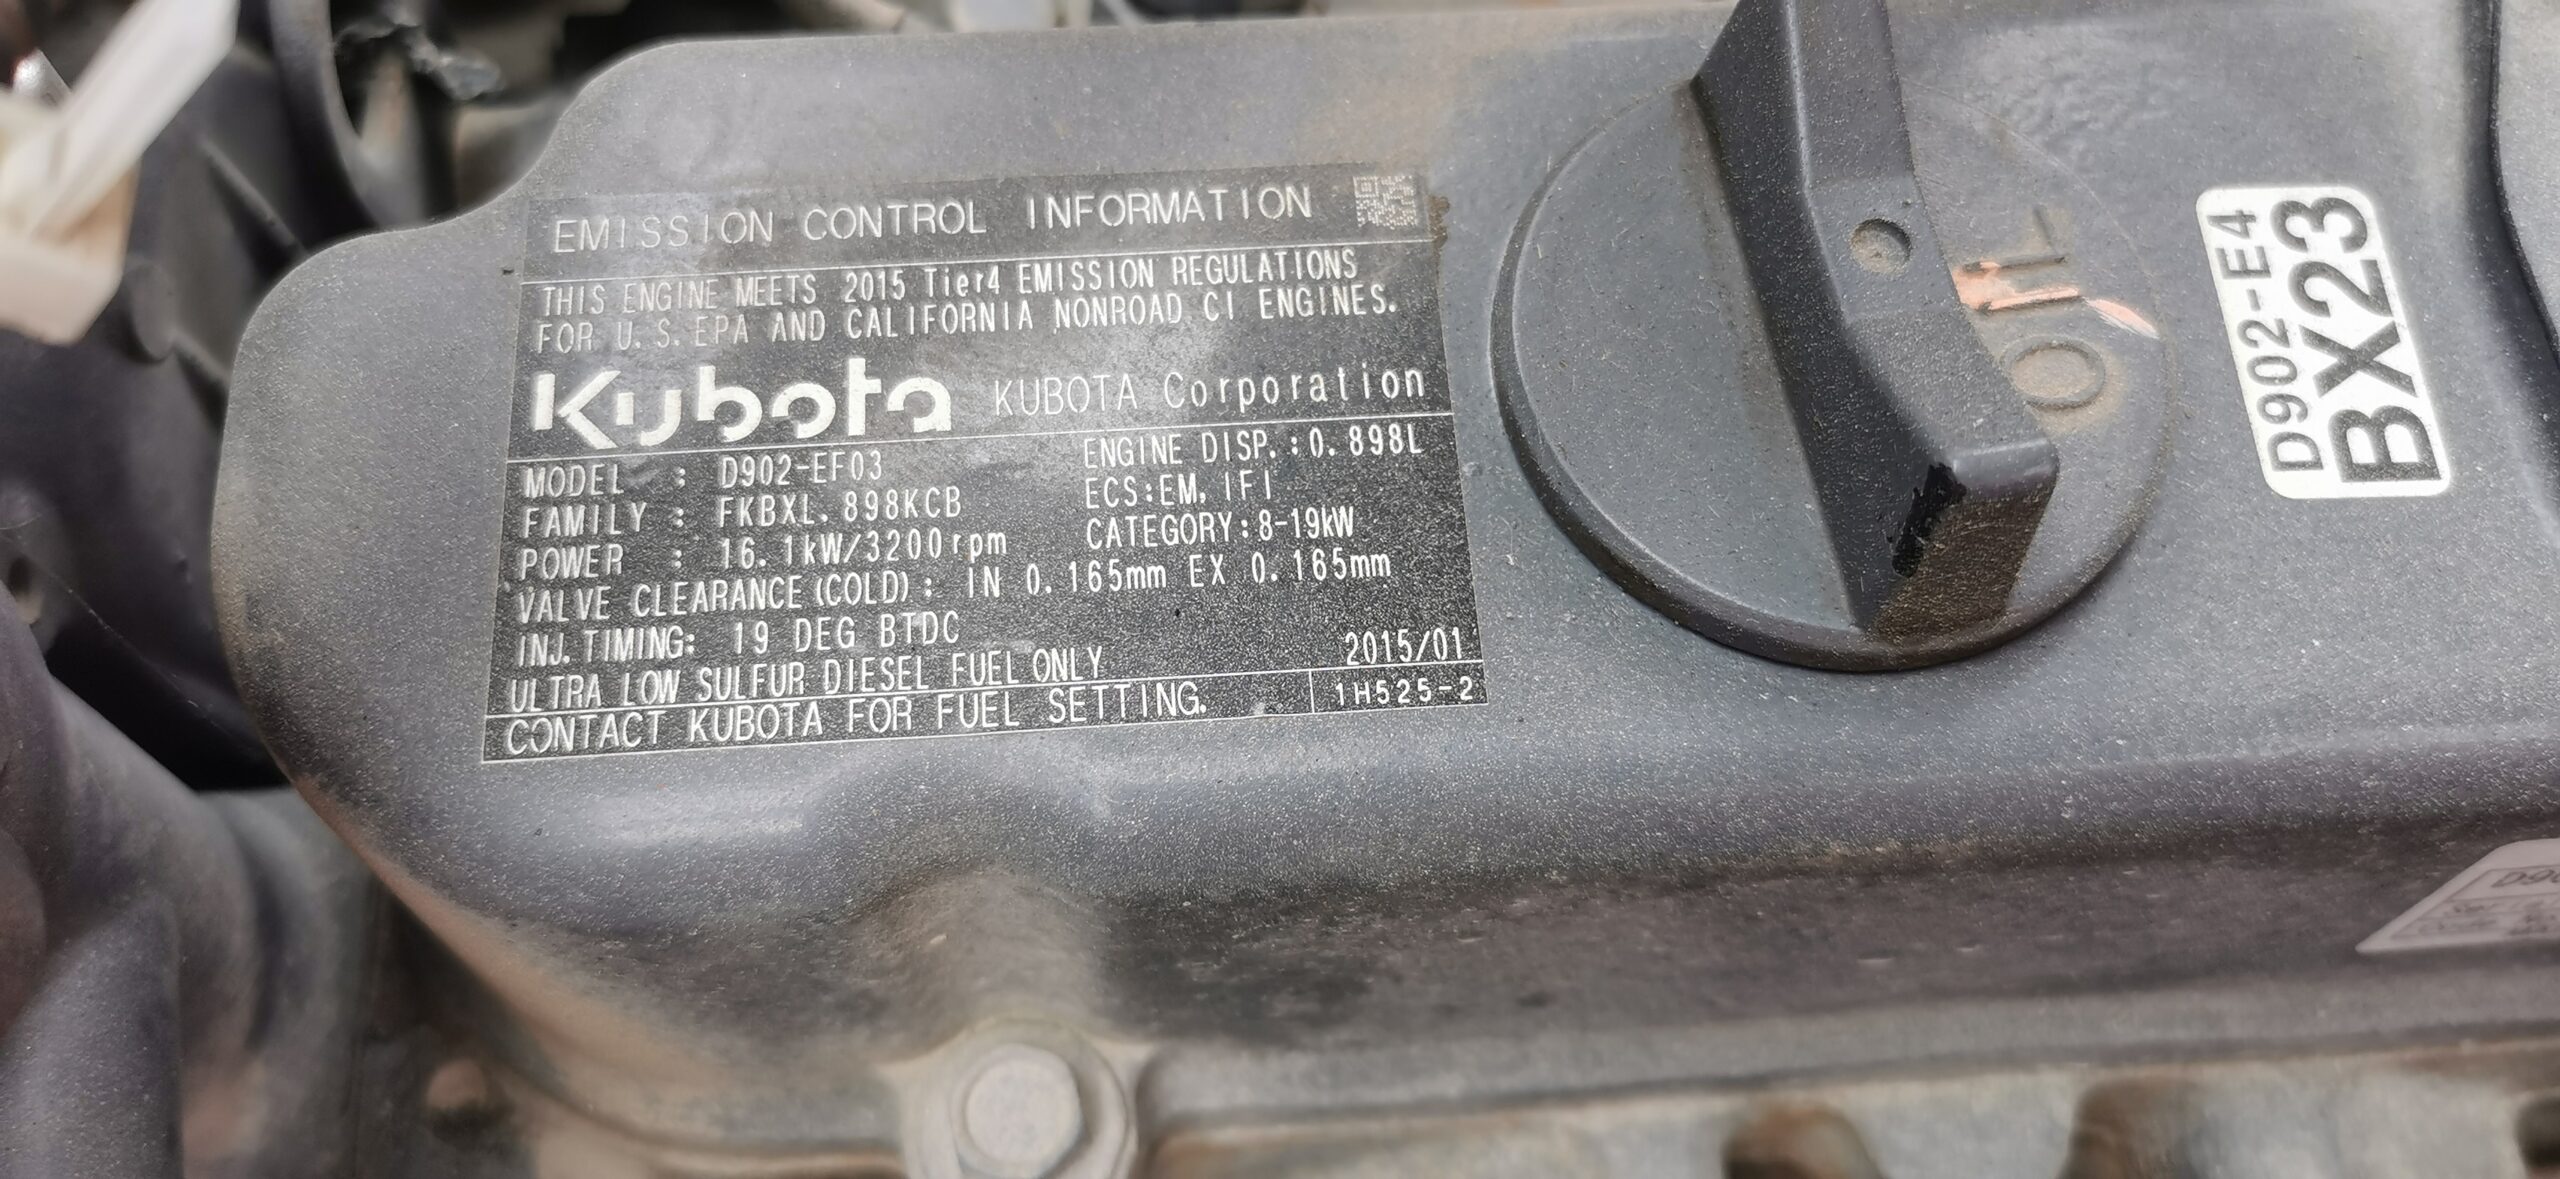 EMISSION CONTROL INFORMATION
THIS ENGINE MEETS 2015 Tier4 EMISSION REGULATIONS
FOR U.S. EPA AND CALIFORNIA NONROAD CI ENGINES.
Kubota KUBOTA Corporation
MODEL : D902-EF03 ENGINE DISP.:0.898L
FAMILY : FKBXL.898KCB ECS:EM, IFI
POWER : 16.1kW/3200rpm CATEGORY:8-19kW
VALVE CLEARANCE(COLD): IN 0.165mm EX 0.165mm
INJ.TIMING: 19 DEG BTDC
ULTRA LOW SULFUR DIESEL FUEL ONLY 2015/01
CONTACT KUBOTA FOR FUEL SETTING. 1H525-2
OIL
D902-E4
BX23